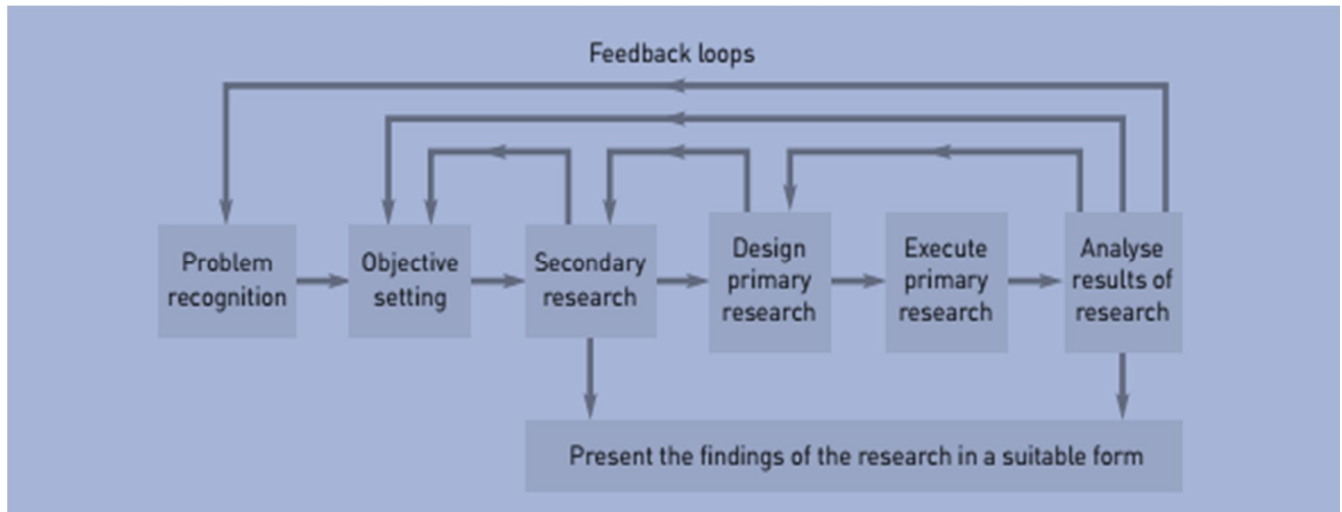 Feedback loops
Problem
recognition
Objective
setting
Secondary
research
Design
primary
research
Execute
primary
research
Analyse
results of
research
Present the findings of the research in a suitable form